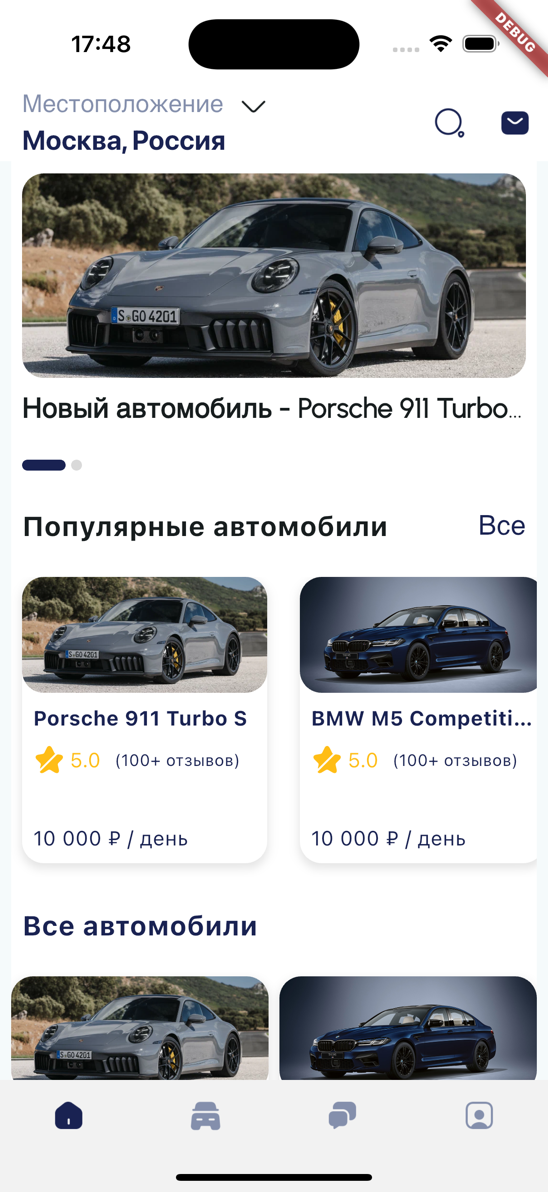 17:48
DEBUG
Местоположение
Москва, Россия
S GO 4201
Новый автомобиль - Porsche 911 Turbo...
Популярные автомобили
Все
S GO 4201
Porsche 911 Turbo S
BMW M5 Competiti...
5.0 (100+ отзывов)
5.0 (100+ отзывов)
10 000 ₽ / день
10 000 ₽ / день
Все автомобили
S GO 4201